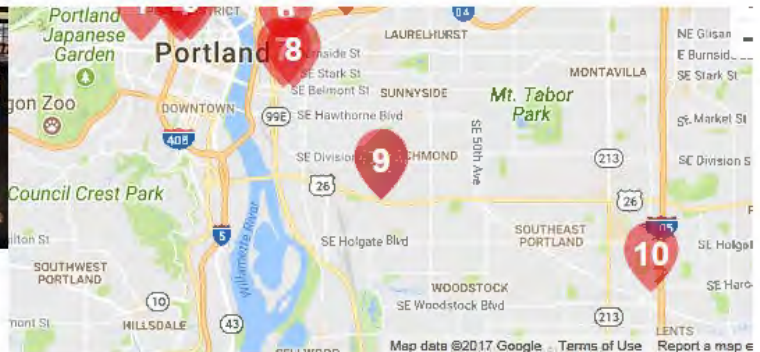 Portland
Japanese
Garden
Portland
8
LAURELHURST
NE Glisan
E Burnside
SE Stark St
SE Stark St
SE Belmont St
SUNNYSIDE
MONTAVILLA
Mt. Tabor
Park
gon Zoo
DOWNTOWN
99E
SE Hawthorne Blvd
SE 50th Ave
SE Market St
405
9
SE Division
CHMOND
213
SE Division S
26
26
Council Crest Park
5
Willamette River
SE Holgate Blvd
SOUTHEAST
PORTLAND
10
SE Holga
SOUTHWEST
PORTLAND
WOODSTOCK
SE Woodstock Blvd
10
HILLSDALE
43
213
LENTS
Map data ©2017 Google
Terms of Use
Report a map e